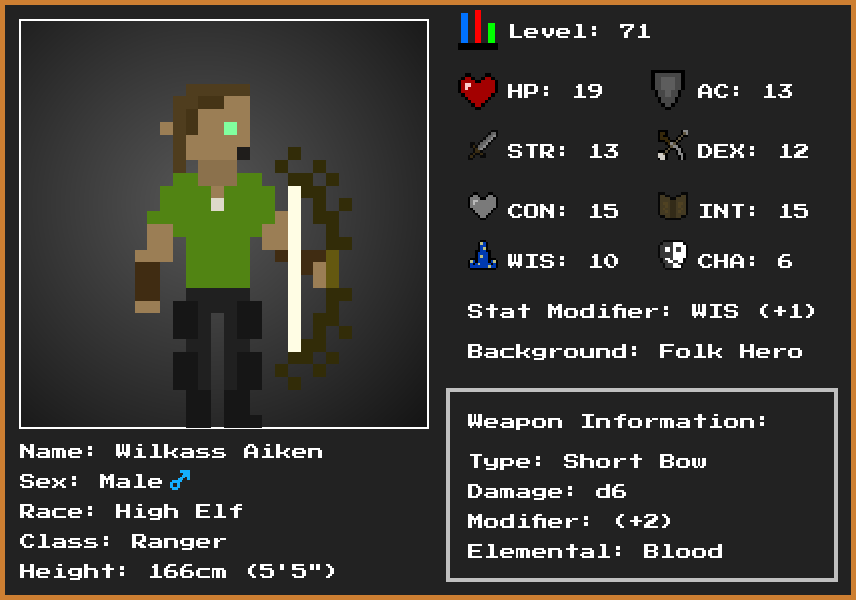 Level: 71
HP: 19
AC: 13
STR: 13
DEX: 12
CON: 15
INT: 15
WIS: 10
CHA: 6
Stat Modifier: WIS (+1)
Background: Folk Hero
Weapon Information:
Type: Short Bow
Damage: d6
Modifier: (+2)
Elemental: Blood
Name: Wilkass Aiken
Sex: Male ♂
Race: High Elf
Class: Ranger
Height: 166cm (5'5")